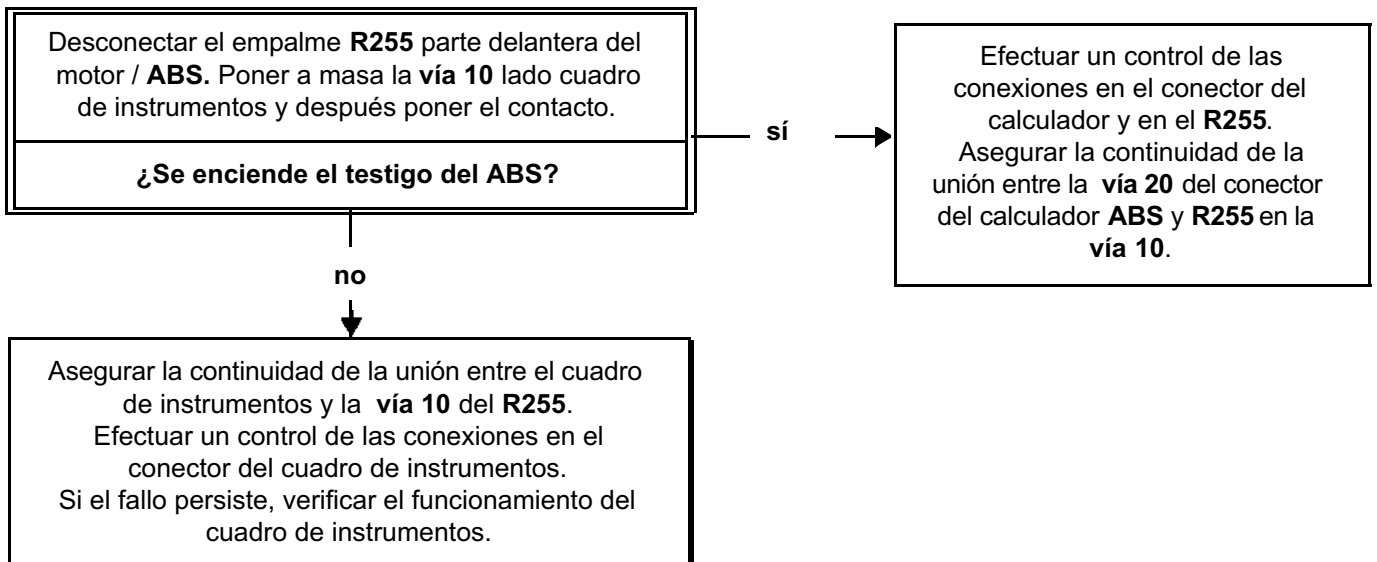 Desconectar el empalme R255 parte delantera del
motor / ABS. Poner a masa la vía 10 lado cuadro
de instrumentos y después poner el contacto.
¿Se enciende el testigo del ABS?
sí
Efectuar un control de las
conexiones en el conector del
calculador y en el R255.
Asegurar la continuidad de la
unión entre la vía 20 del conector
del calculador ABS y R255 en la
vía 10.
no
Asegurar la continuidad de la unión entre el cuadro
de instrumentos y la vía 10 del R255.
Efectuar un control de las conexiones en el
conector del cuadro de instrumentos.
Si el fallo persiste, verificar el funcionamiento del
cuadro de instrumentos.